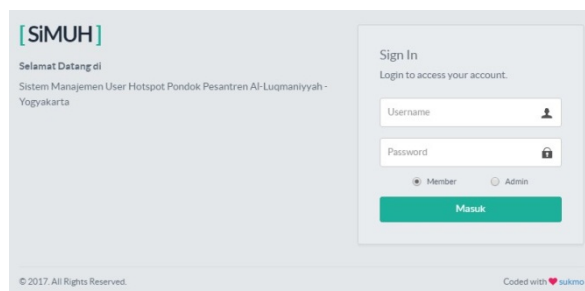 [SiMUH]
Selamat Datang di
Sistem Manajemen User Hotspot Pondok Pesantren Al-Luqmaniyyah -
Yogyakarta
Sign In
Login to access your account.
Username
Password
Member Admin
Masuk
© 2017. All Rights Reserved.
Coded with ❤ sukmo